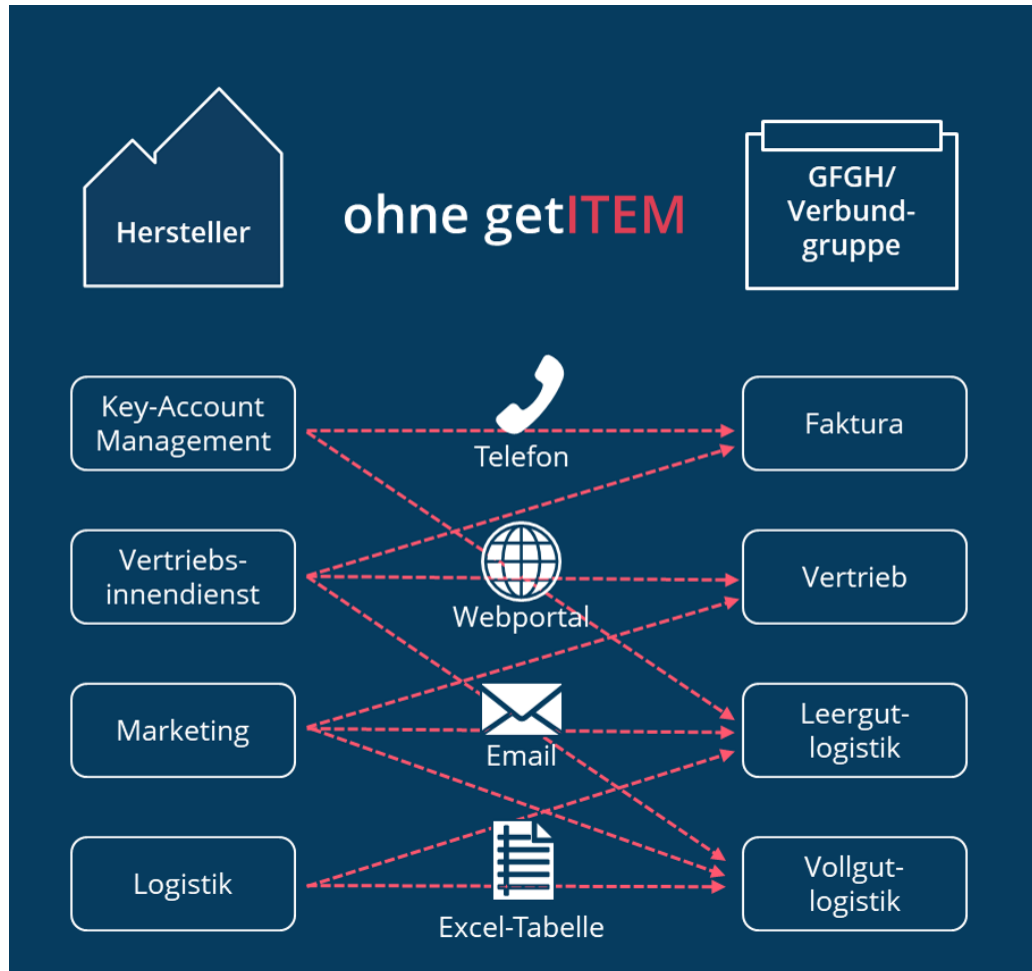 Hersteller
ohne getITEM
GFGH/
Verbund-
gruppe
Key-Account
Management
Telefon
Faktura
Vertriebs-
innendienst
Webportal
Vertrieb
Marketing
Email
Leergut-
logistik
Logistik
Excel-Tabelle
Vollgut-
logistik